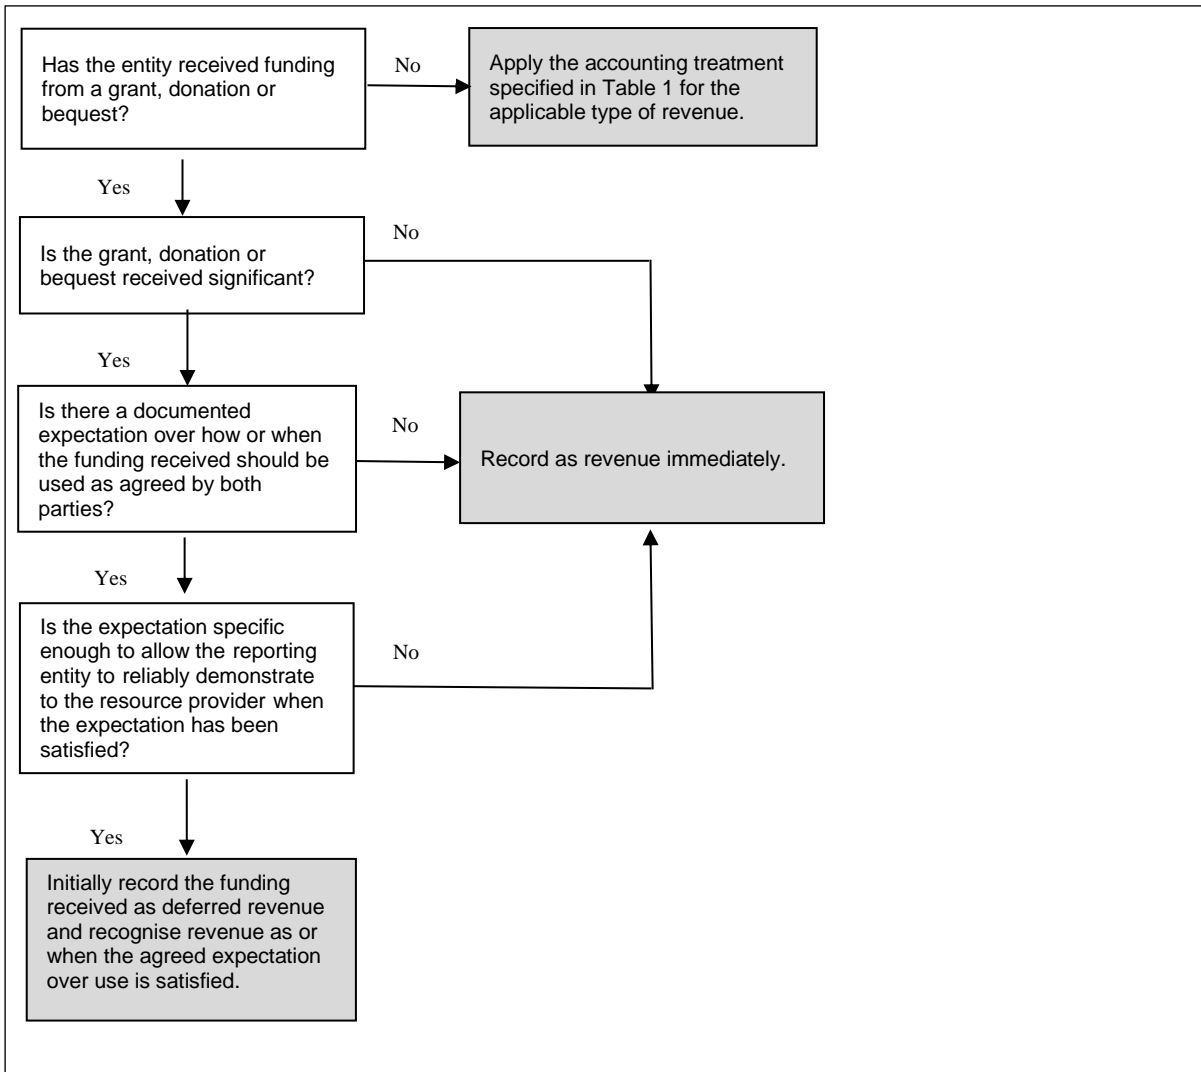 Has the entity received funding
from a grant, donation or
bequest?
No
Apply the accounting treatment
specified in Table 1 for the
applicable type of revenue.
Yes
Is the grant, donation or
bequest received significant?
No
Yes
Is there a documented
expectation over how or when
the funding received should be
used as agreed by both
parties?
No
Record as revenue immediately.
Yes
Is the expectation specific
enough to allow the reporting
entity to reliably demonstrate
to the resource provider when
the expectation has been
satisfied?
No
Yes
Initially record the funding
received as deferred revenue
and recognise revenue as or
when the agreed expectation
over use is satisfied.